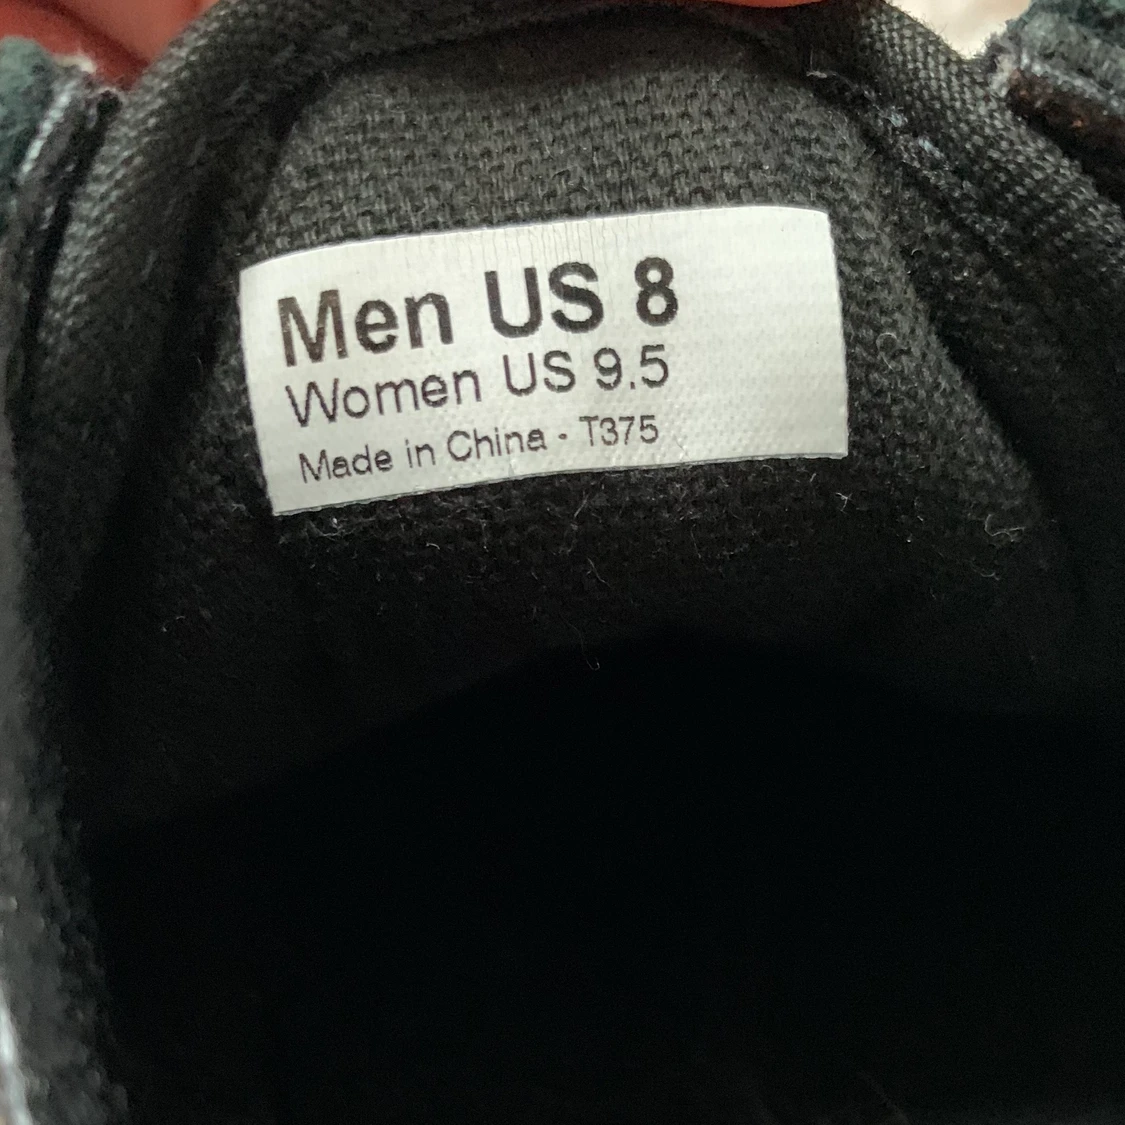 Men US 8
Women US 9.5
Made in China - T375